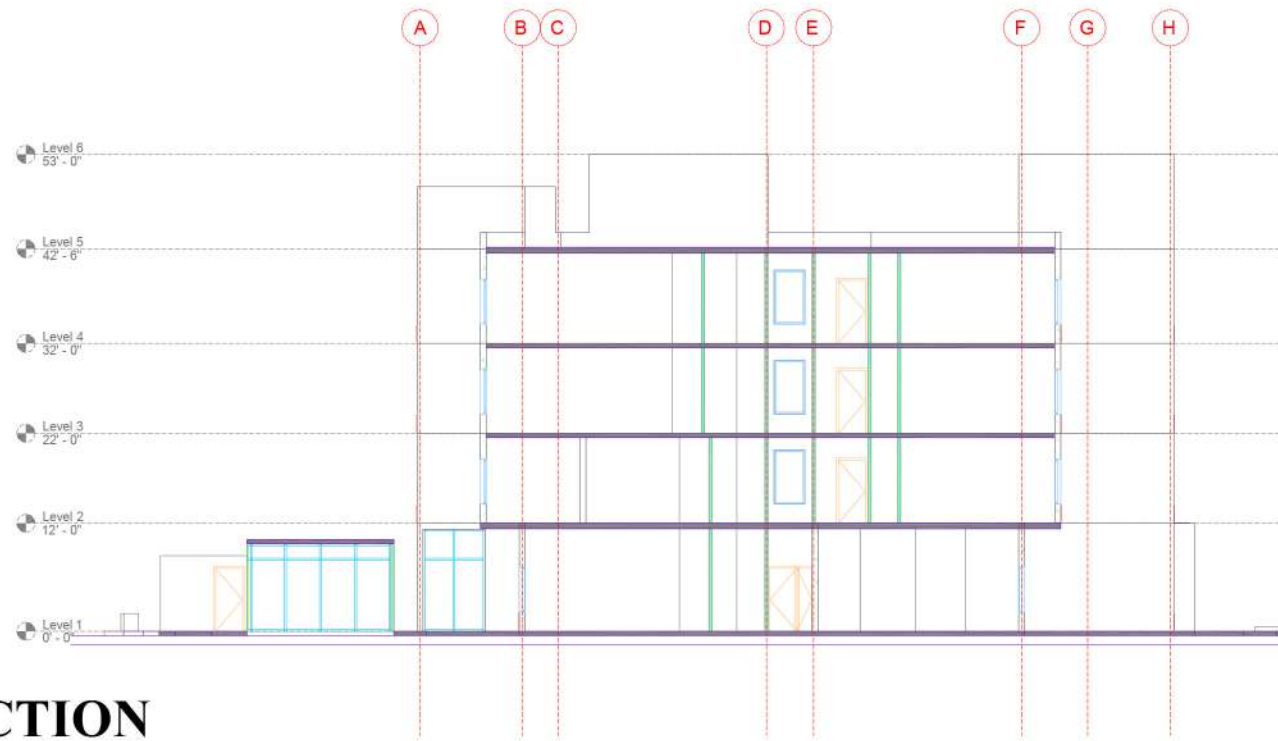 A B C D E F G H
Level 6
53' - 0"
Level 5
42' - 6"
Level 4
32' - 0"
Level 3
22' - 0"
Level 2
12' - 0"
Level 1
0' - 0"
CTION